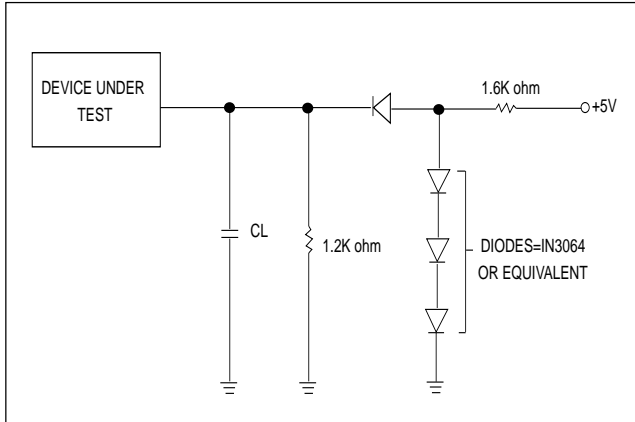 DEVICE UNDER
TEST
1.6K ohm
+5V
CL
1.2K ohm
DIODES=IN3064
OR EQUIVALENT